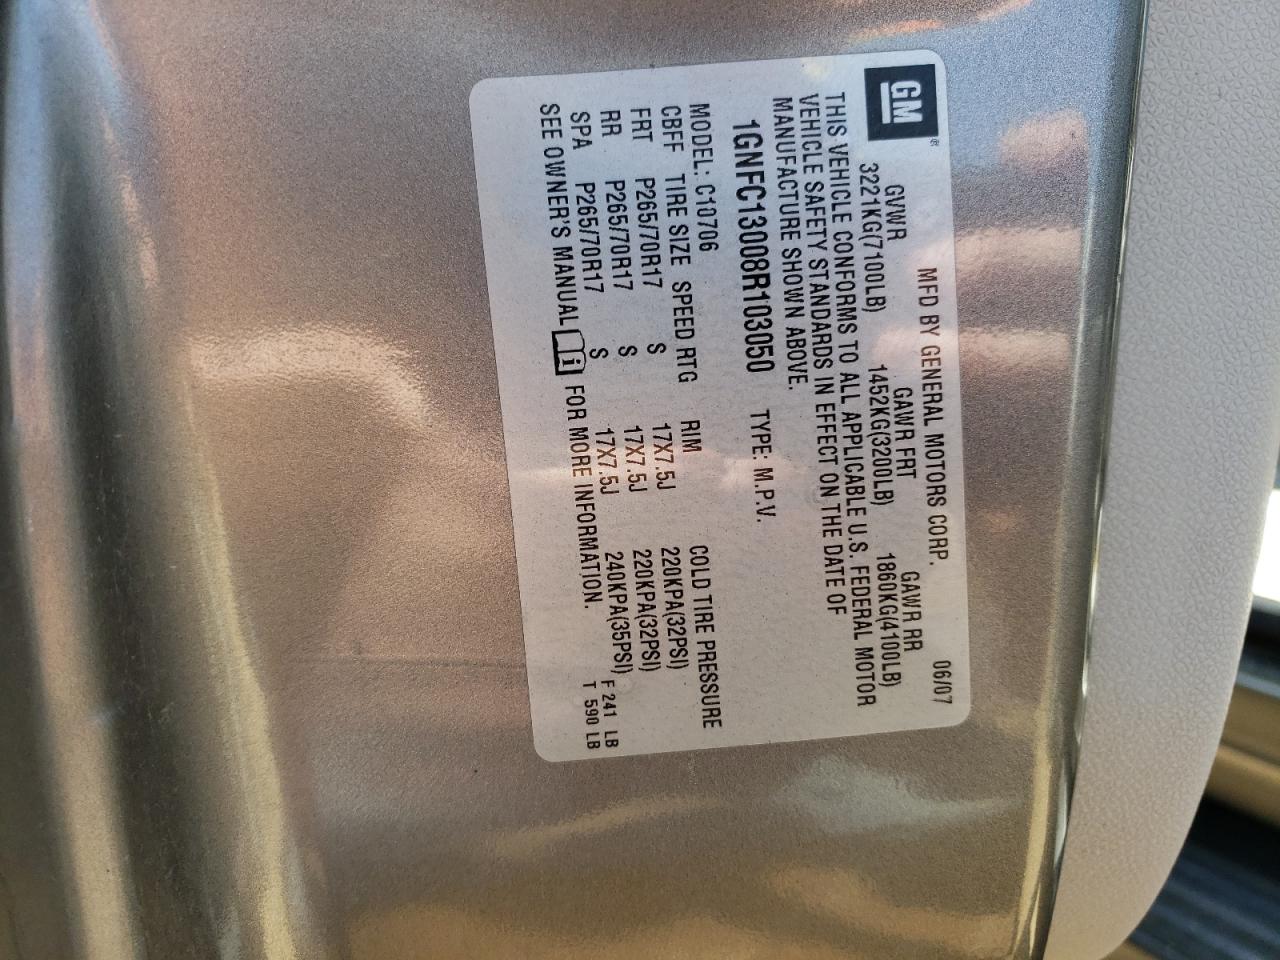 GM®
MFD BY GENERAL MOTORS CORP. 06/07
GVWR GAWR FRT GAWR RR
3221KG(7100LB) 1452KG(3200LB) 1860KG(4100LB)
THIS VEHICLE CONFORMS TO ALL APPLICABLE U.S. FEDERAL MOTOR
VEHICLE SAFETY STANDARDS IN EFFECT ON THE DATE OF
MANUFACTURE SHOWN ABOVE.
1GNFC13008R103050 TYPE: M.P.V.
MODEL: C10706
CBFF TIRE SIZE SPEED RTG RIM COLD TIRE PRESSURE
FRT P265/70R17 S 17X7.5J 220KPA(32PSI)
RR P265/70R17 S 17X7.5J 220KPA(32PSI)
SPA P265/70R17 S 17X7.5J 240KPA(35PSI) F 241 LB
SEE OWNER'S MANUAL i FOR MORE INFORMATION. T 590 LB